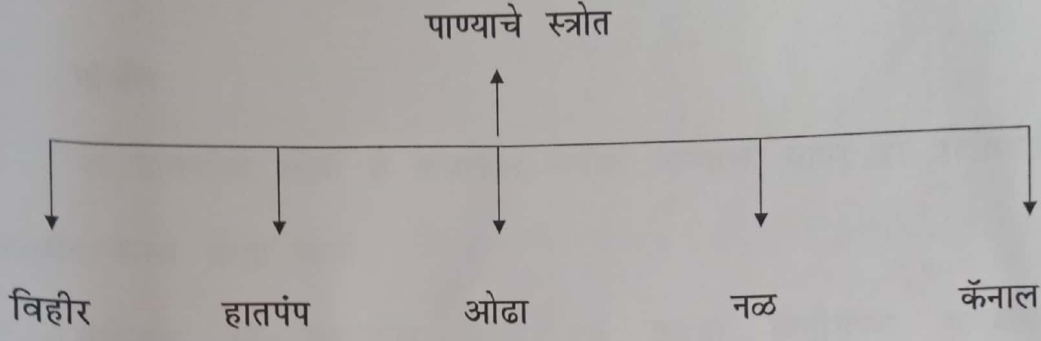 पाण्याचे स्त्रोत
विहीर हातपंप ओढा नळ कॅनाल